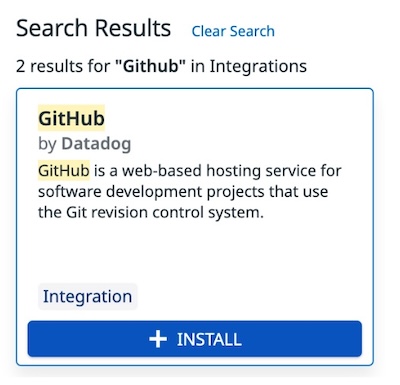 Search Results Clear Search
2 results for "Github" in Integrations
GitHub
by Datadog
GitHub is a web-based hosting service for
software development projects that use
the Git revision control system.
Integration
+ INSTALL